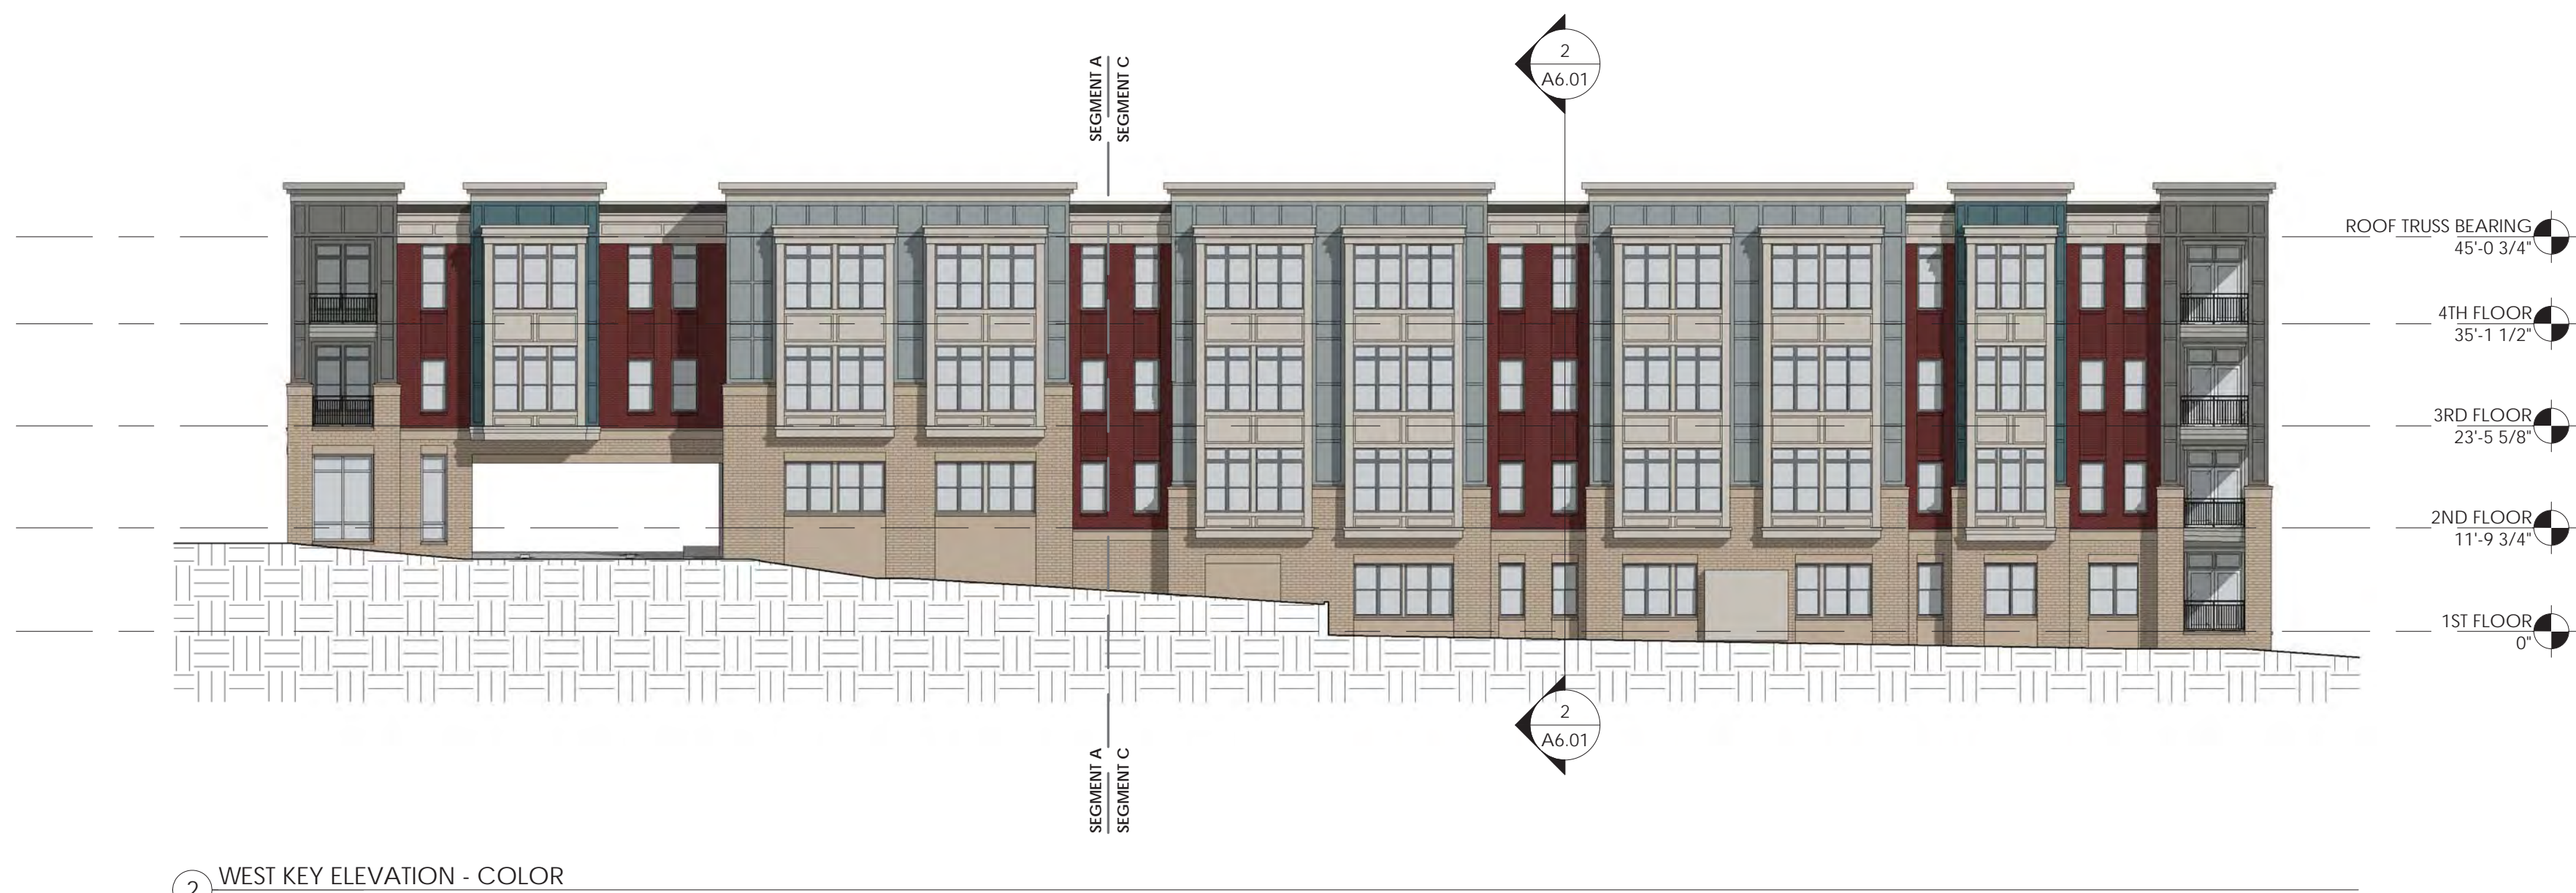 2
A6.01
SEGMENT A
SEGMENT C
ROOF TRUSS BEARING
45'-0 3/4"
4TH FLOOR
35'-1 1/2"
3RD FLOOR
23'-5 5/8"
2ND FLOOR
11'-9 3/4"
1ST FLOOR
0"
2
A6.01
SEGMENT A
SEGMENT C
2
WEST KEY ELEVATION - COLOR